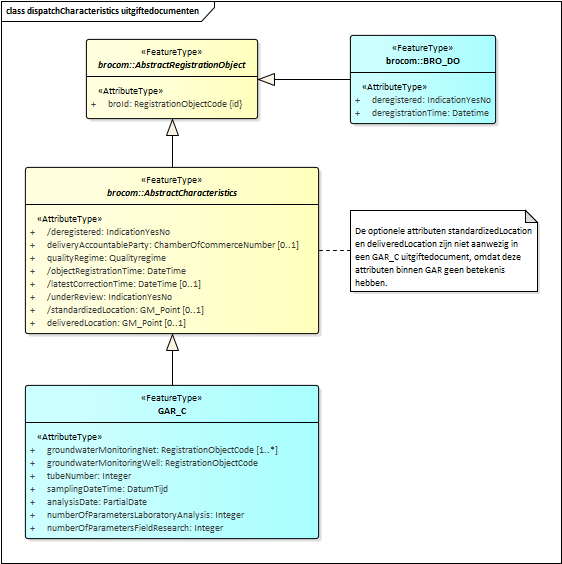 class dispatchCharacteristics uitgiftedocumenten
«FeatureType»
brocom::AbstractRegistrationObject
«AttributeType»
+ broId: RegistrationObjectCode {id}
«FeatureType»
brocom::BRO_DO
«AttributeType»
+ deregistered: IndicationYesNo
+ deregistrationTime: Datetime
«FeatureType»
brocom::AbstractCharacteristics
«AttributeType»
+ /deregistered: IndicationYesNo
+ deliveryAccountableParty: ChamberOfCommerceNumber [0..1]
+ qualityRegime: Qualityregime
+ /objectRegistrationTime: DateTime
+ /latestCorrectionTime: DateTime [0..1]
+ /underReview: IndicationYesNo
+ /standardizedLocation: GM_Point [0..1]
+ deliveredLocation: GM_Point [0..1]
De optionele attributen standardizedLocation
en deliveredLocation zijn niet aanwezig in
een GAR_C uitgiftedocument, omdat deze
attributen binnen GAR geen betekenis
hebben.
«FeatureType»
GAR_C
«AttributeType»
+ groundwaterMonitoringNet: RegistrationObjectCode [1..*]
+ groundwaterMonitoringWell: RegistrationObjectCode
+ tubeNumber: Integer
+ samplingDateTime: DatumTijd
+ analysisDate: PartialDate
+ numberOfParametersLaboratoryAnalysis: Integer
+ numberOfParametersFieldResearch: Integer